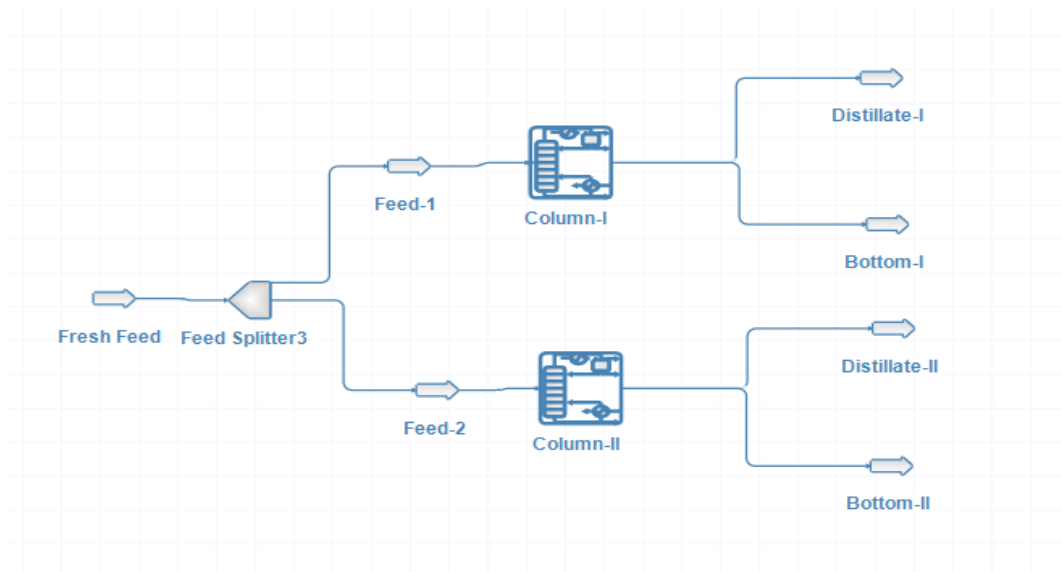 Distillate-I
Feed-1
Column-I
Bottom-I
Fresh Feed
Feed Splitter3
Distillate-II
Feed-2
Column-II
Bottom-II